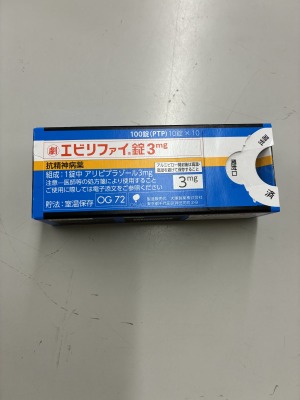 100錠(PTP)10錠×10
劇 エビリファイ®錠3mg
抗精神病薬
組成:1錠中 アリピプラゾール3mg
注意-医師等の処方箋により使用すること
ご使用に際しては電子添文をご参照ください
貯法:室温保存
OG 72
3mg
開封口